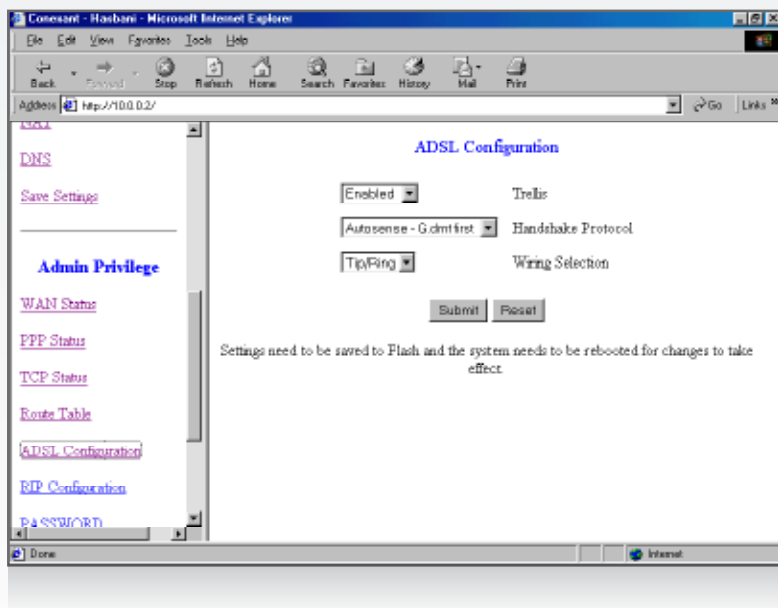 Conexant - Hasbani - Microsoft Internet Explorer
File Edit View Favorites Tools Help
Back Forward Stop Refresh Home Search Favorites History Mail Print
Address http://10.0.0.2/ Go Links »
NAT
DNS
Save Settings
Admin Privilege
WAN Status
PPP Status
TCP Status
Route Table
ADSL Configuration
RIP Configuration
PASSWORD
ADSL Configuration
Enabled Trellis
Autosense - G.dmt first Handshake Protocol
Tip/Ring Wiring Selection
Submit Reset
Settings need to be saved to Flash and the system needs to be rebooted for changes to take
effect.
Done Internet